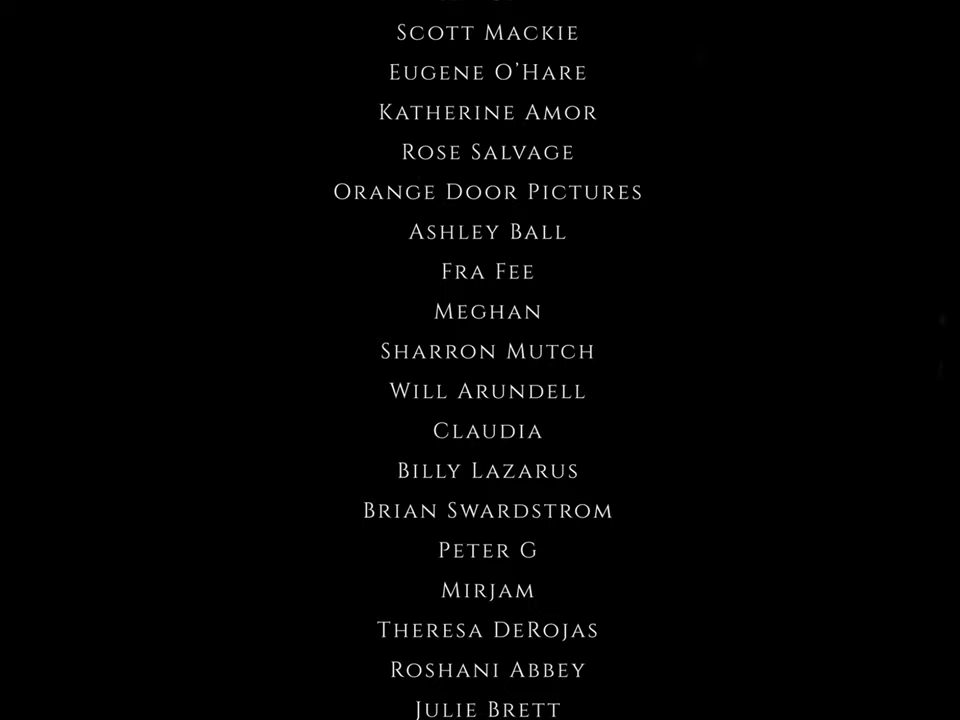 Scott Mackie
Eugene O'Hare
Katherine Amor
Rose Salvage
Orange Door Pictures
Ashley Ball
Fra Fee
Meghan
Sharron Mutch
Will Arundell
Claudia
Billy Lazarus
Brian Swardstrom
Peter G
Mirjam
Theresa DeRojas
Roshani Abbey
Julie Brett